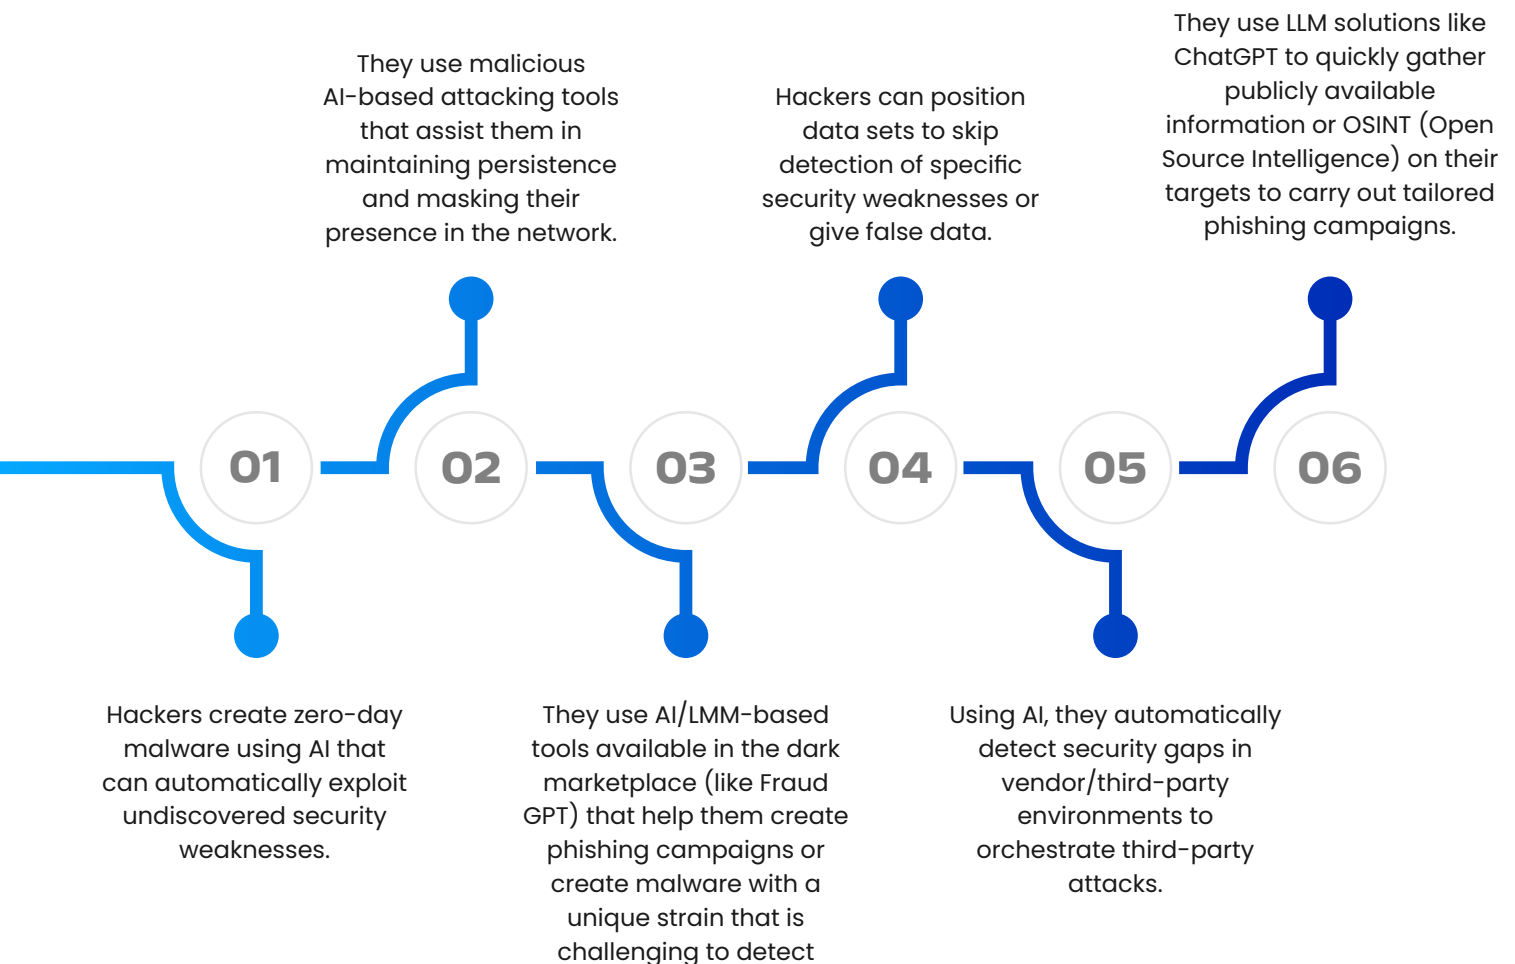 They use malicious
AI-based attacking tools
that assist them in
maintaining persistence
and masking their
presence in the network.
Hackers can position
data sets to skip
detection of specific
security weaknesses or
give false data.
They use LLM solutions like
ChatGPT to quickly gather
publicly available
information or OSINT (Open
Source Intelligence) on their
targets to carry out tailored
phishing campaigns.
01
02
03
04
05
06
Hackers create zero-day
malware using AI that
can automatically exploit
undiscovered security
weaknesses.
They use AI/LMM-based
tools available in the dark
marketplace (like Fraud
GPT) that help them create
phishing campaigns or
create malware with a
unique strain that is
challenging to detect
Using AI, they automatically
detect security gaps in
vendor/third-party
environments to
orchestrate third-party
attacks.